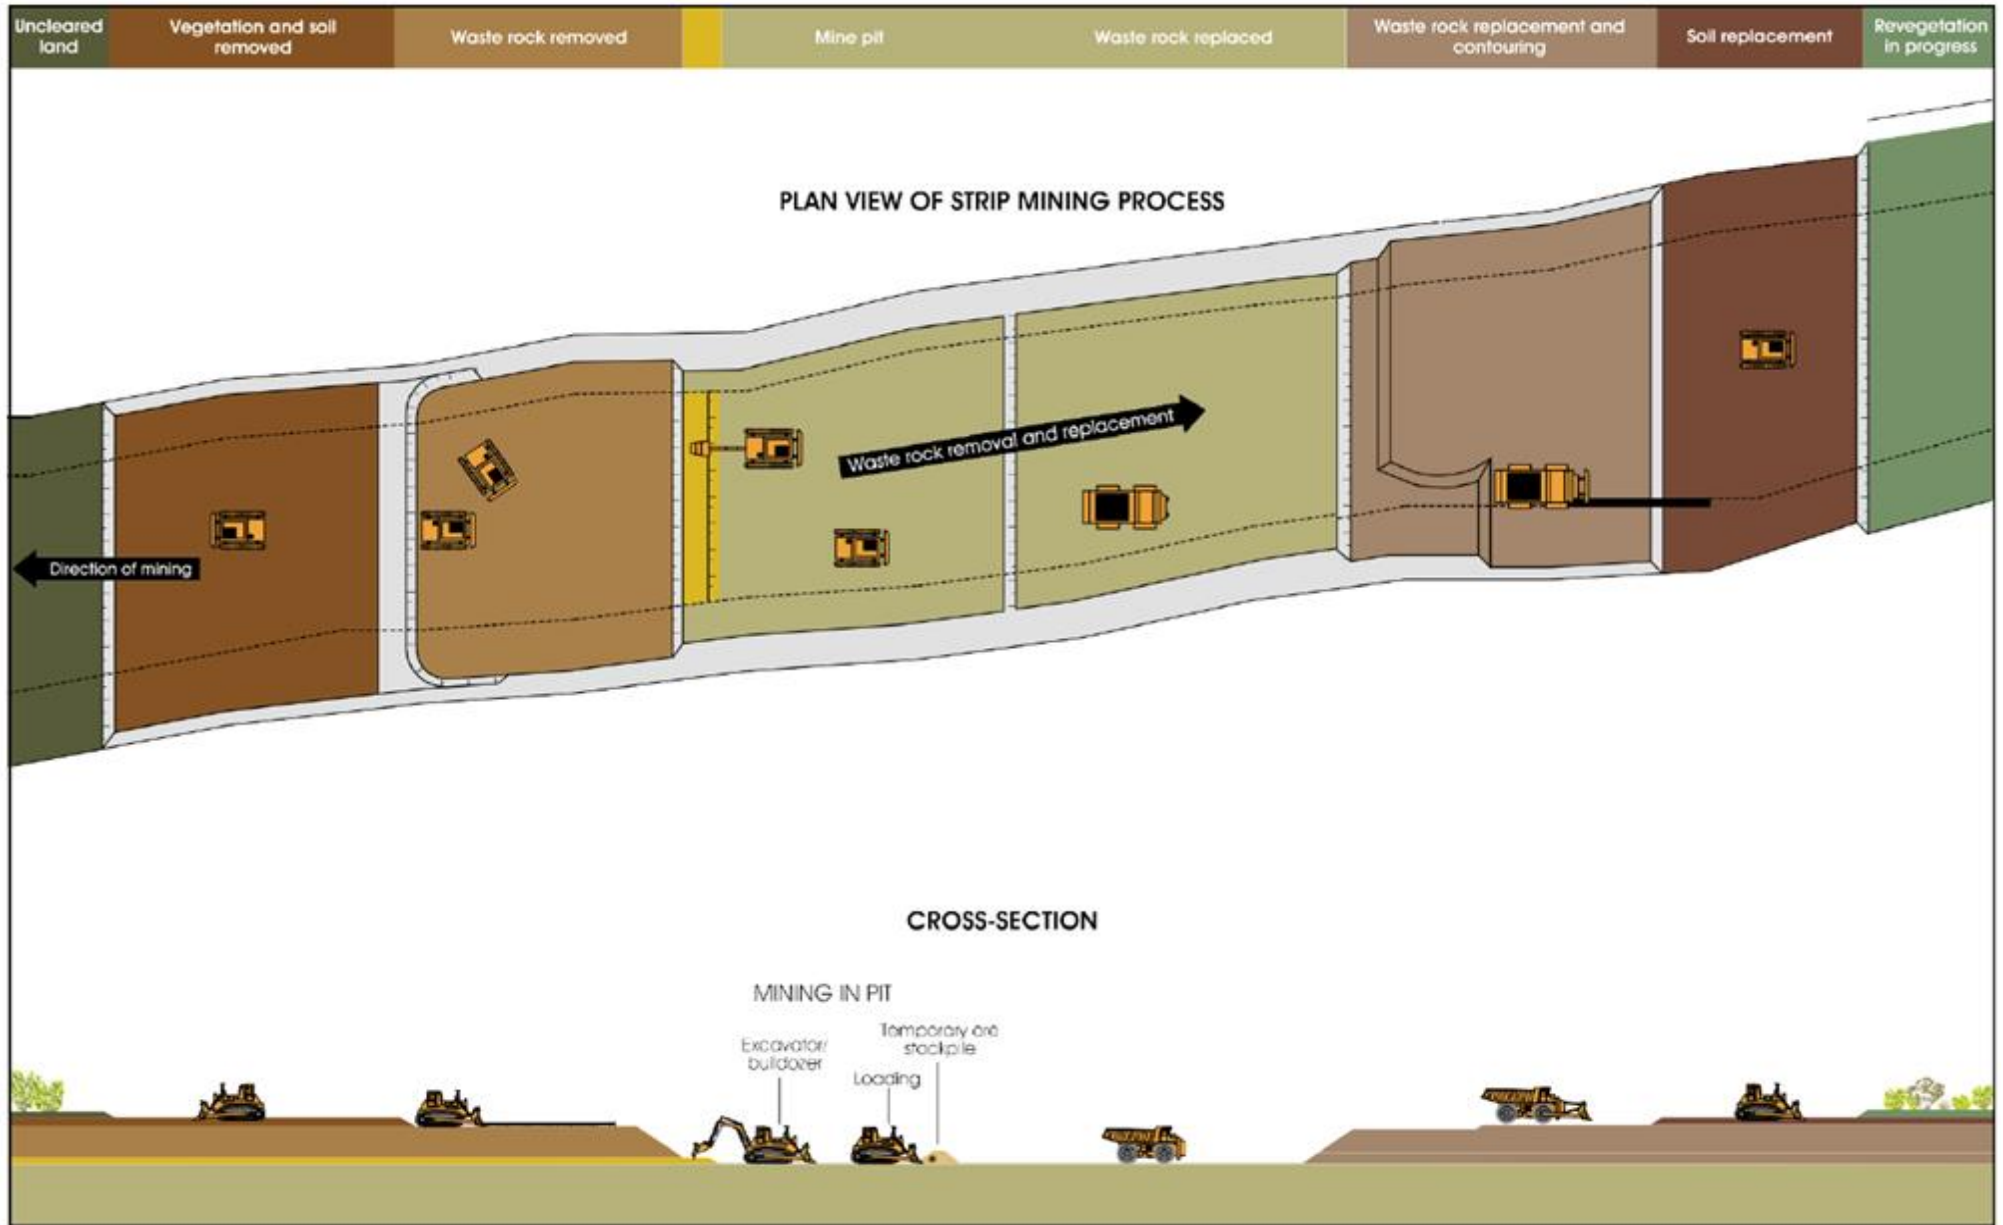 Uncleared
land
Vegetation and soil
removed
Waste rock removed
Mine pit
Waste rock replaced
Waste rock replacement and
contouring
Soil replacement
Revegetation
in progress
PLAN VIEW OF STRIP MINING PROCESS
Waste rock removal and replacement
Direction of mining
CROSS-SECTION
MINING IN PIT
Excavator/
bulldozer
Loading
Temporary ore
stockpile